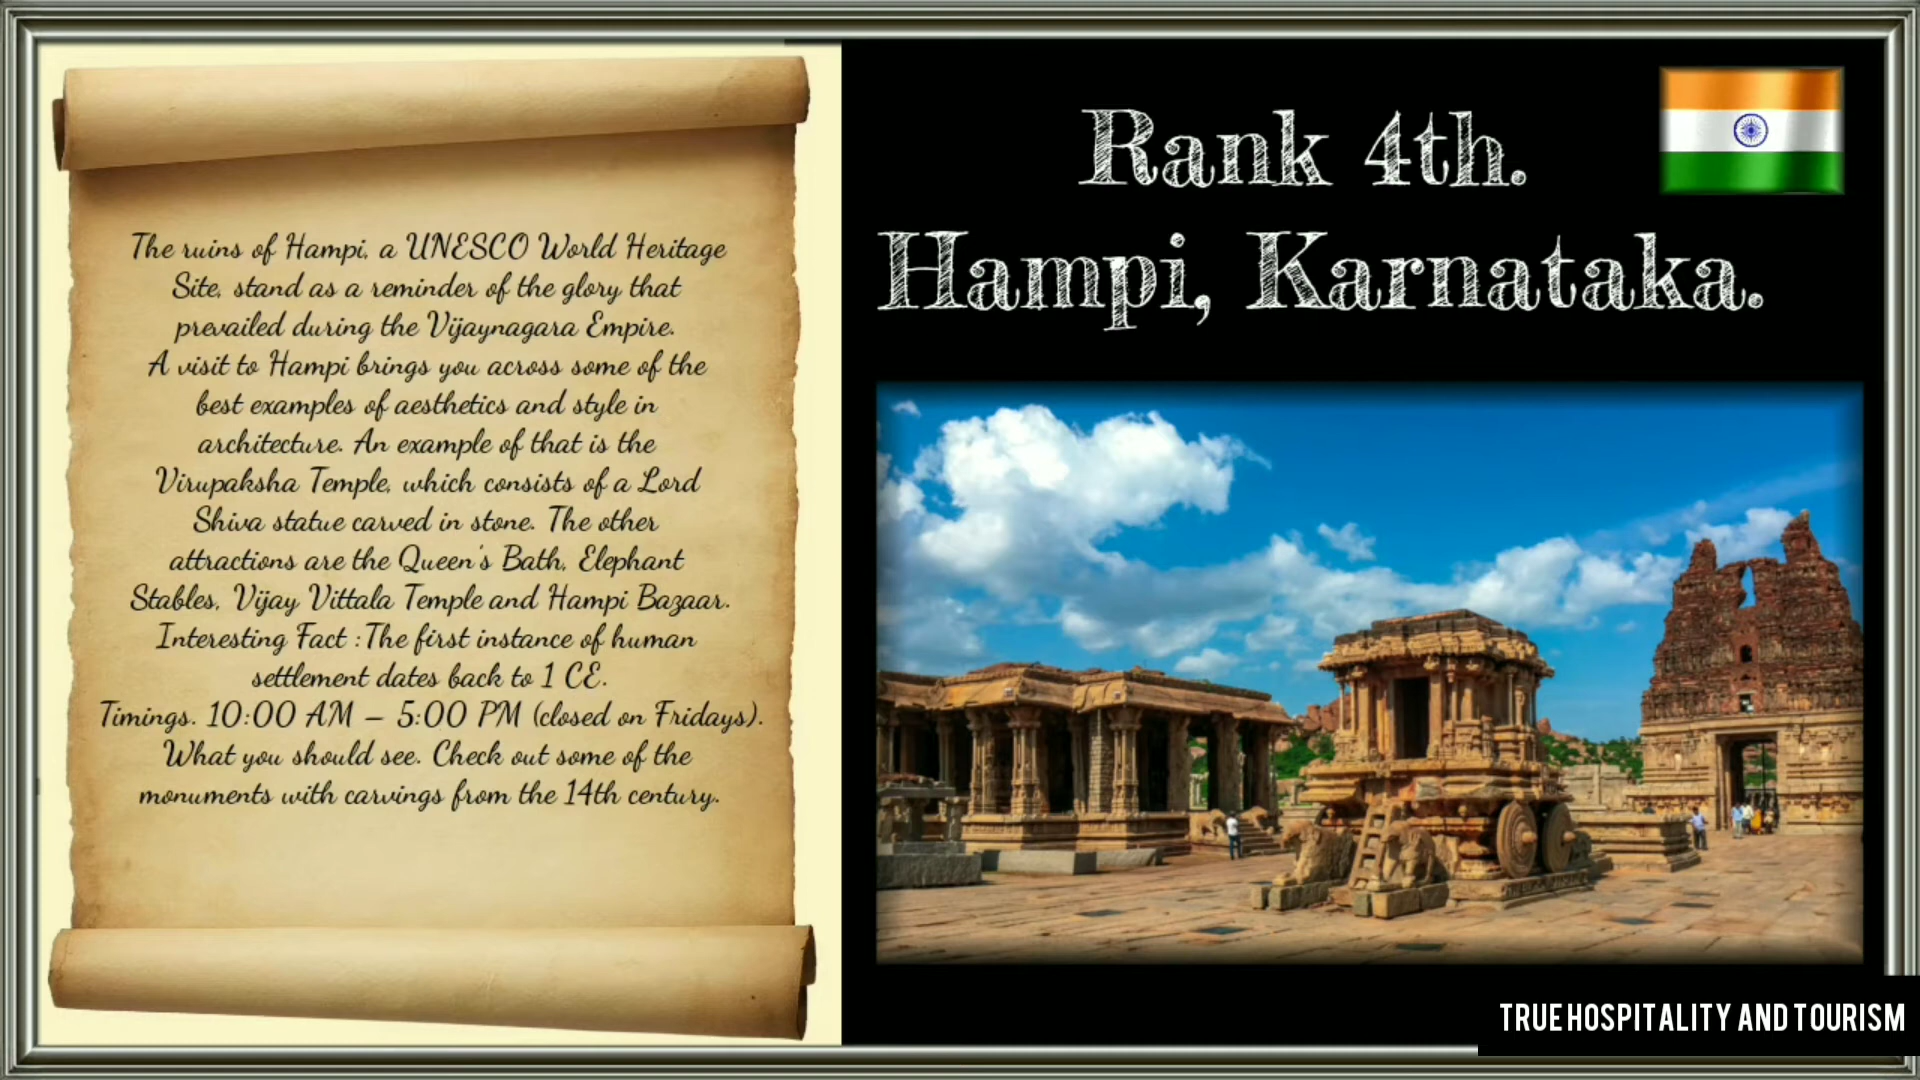 The ruins of Hampi, a UNESCO World Heritage
Site, stand as a reminder of the glory that
prevailed during the Vijaynagara Empire.
A visit to Hampi brings you across some of the
best examples of aesthetics and style in
architecture. An example of that is the
Virupaksha Temple, which consists of a Lord
Shiva statue carved in stone. The other
attractions are the Queen's Bath, Elephant
Stables, Vijay Vittala Temple and Hampi Bazaar.
Interesting Fact : The first instance of human
settlement dates back to 1 CE.
Timings. 10:00 AM – 5:00 PM (closed on Fridays).
What you should see. Check out some of the
monuments with carvings from the 14th century.
Rank 4th.
Hampi, Karnataka.
TRUE HOSPITALITY AND TOURISM